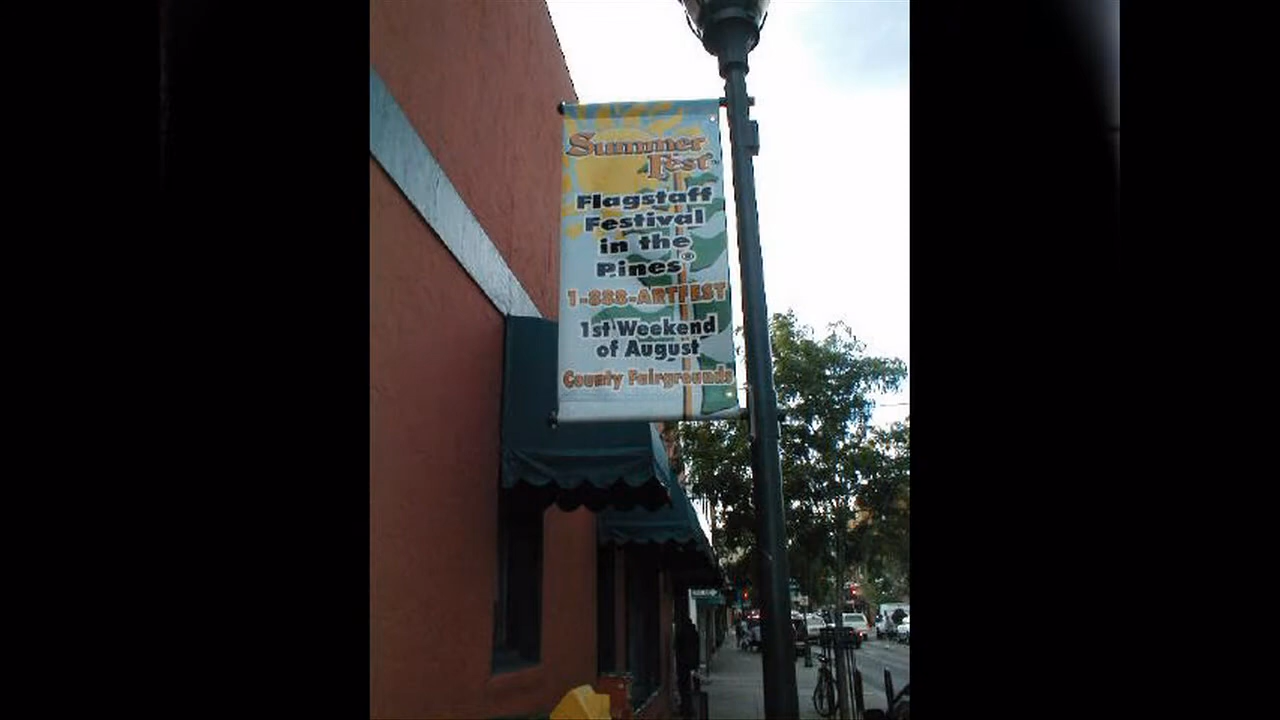 Summer
Fest
Flagstaff
Festival
in the
Pines®
1-888-ARTFEST
1st Weekend
of August
County Fairgrounds